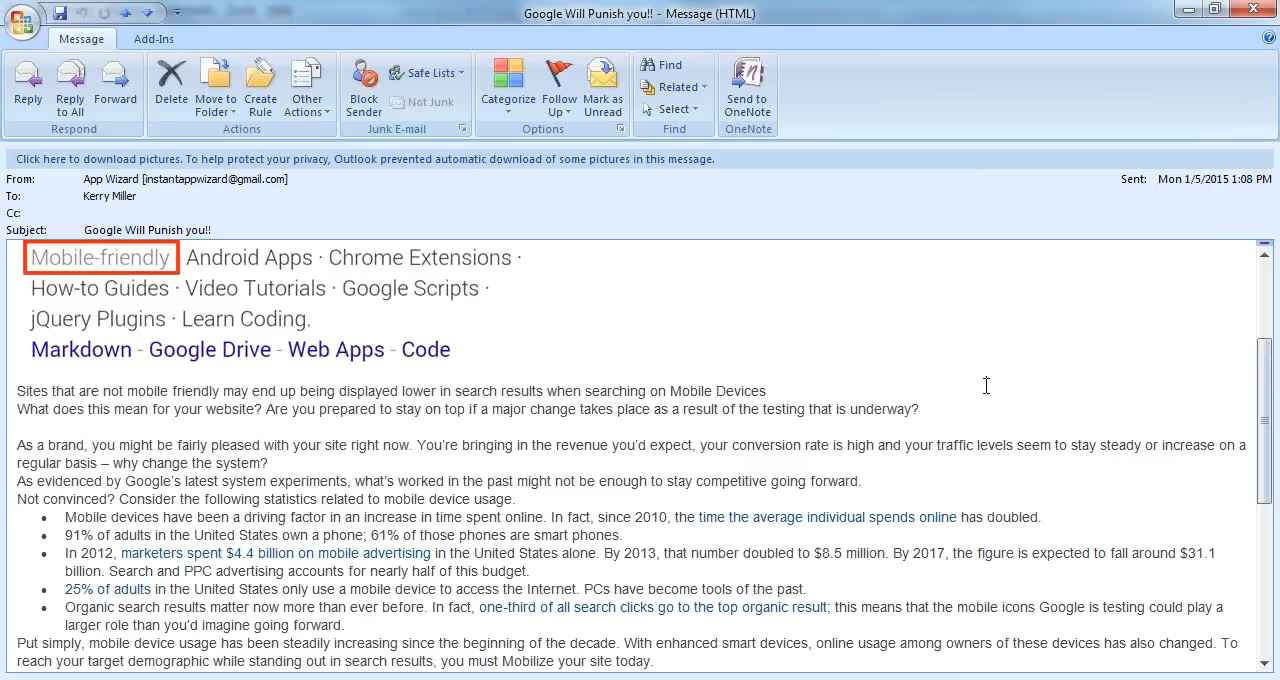 Google Will Punish you!! - Message (HTML)
Message Add-Ins
Reply Reply to All Forward Delete Move to Folder Create Rule Other Actions Block Sender Safe Lists Not Junk Categorize Follow Up Mark as Unread Find Related Select Send to OneNote
Respond Actions Junk E-mail Options Find OneNote
Click here to download pictures. To help protect your privacy, Outlook prevented automatic download of some pictures in this message.
From: App Wizard [instantappwizard@gmail.com] Sent: Mon 1/5/2015 1:08 PM
To: Kerry Miller
Cc:
Subject: Google Will Punish you!!
Mobile-friendly · Android Apps · Chrome Extensions ·
How-to Guides · Video Tutorials · Google Scripts ·
jQuery Plugins · Learn Coding.
Markdown - Google Drive - Web Apps - Code
Sites that are not mobile friendly may end up being displayed lower in search results when searching on Mobile Devices
What does this mean for your website? Are you prepared to stay on top if a major change takes place as a result of the testing that is underway?
As a brand, you might be fairly pleased with your site right now. You’re bringing in the revenue you’d expect, your conversion rate is high and your traffic levels seem to stay steady or increase on a
regular basis – why change the system?
As evidenced by Google’s latest system experiments, what’s worked in the past might not be enough to stay competitive going forward.
Not convinced? Consider the following statistics related to mobile device usage.
• Mobile devices have been a driving factor in an increase in time spent online. In fact, since 2010, the time the average individual spends online has doubled.
• 91% of adults in the United States own a phone; 61% of those phones are smart phones.
• In 2012, marketers spent $4.4 billion on mobile advertising in the United States alone. By 2013, that number doubled to $8.5 million. By 2017, the figure is expected to fall around $31.1
billion. Search and PPC advertising accounts for nearly half of this budget.
• 25% of adults in the United States only use a mobile device to access the Internet. PCs have become tools of the past.
• Organic search results matter now more than ever before. In fact, one-third of all search clicks go to the top organic result; this means that the mobile icons Google is testing could play a
larger role than you’d imagine going forward.
Put simply, mobile device usage has been steadily increasing since the beginning of the decade. With enhanced smart devices, online usage among owners of these devices has also changed. To
reach your target demographic while standing out in search results, you must Mobilize your site today.